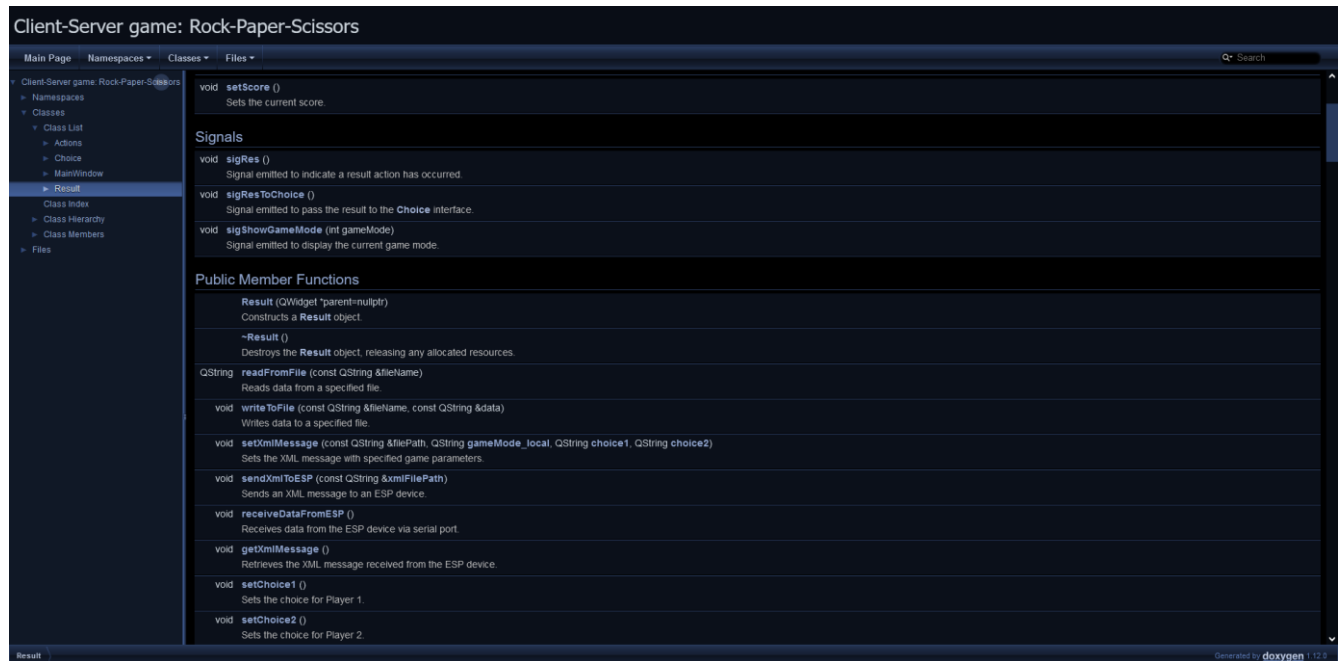 Client-Server game: Rock-Paper-Scissors
Main Page Namespaces Classes Files Search
Client-Server game: Rock-Paper-Scissors
Namespaces
Classes
Class List
Actions
Choice
MainWindow
Result
Class Index
Class Hierarchy
Class Members
Files
void setScore ()
Sets the current score.
Signals
void sigRes ()
Signal emitted to indicate a result action has occurred.
void sigResToChoice ()
Signal emitted to pass the result to the Choice interface.
void sigShowGameMode (int gameMode)
Signal emitted to display the current game mode.
Public Member Functions
Result (QWidget *parent=nullptr)
Constructs a Result object.
~Result ()
Destroys the Result object, releasing any allocated resources.
QString readFromFile (const QString &fileName)
Reads data from a specified file.
void writeToFile (const QString &fileName, const QString &data)
Writes data to a specified file.
void setXmlMessage (const QString &filePath, QString gameMode_local, QString choice1, QString choice2)
Sets the XML message with specified game parameters.
void sendXmlToESP (const QString &xmlFilePath)
Sends an XML message to an ESP device.
void receiveDataFromESP ()
Receives data from the ESP device via serial port.
void getXmlMessage ()
Retrieves the XML message received from the ESP device.
void setChoice1 ()
Sets the choice for Player 1.
void setChoice2 ()
Sets the choice for Player 2.
Result Generated by doxygen 1.12.0